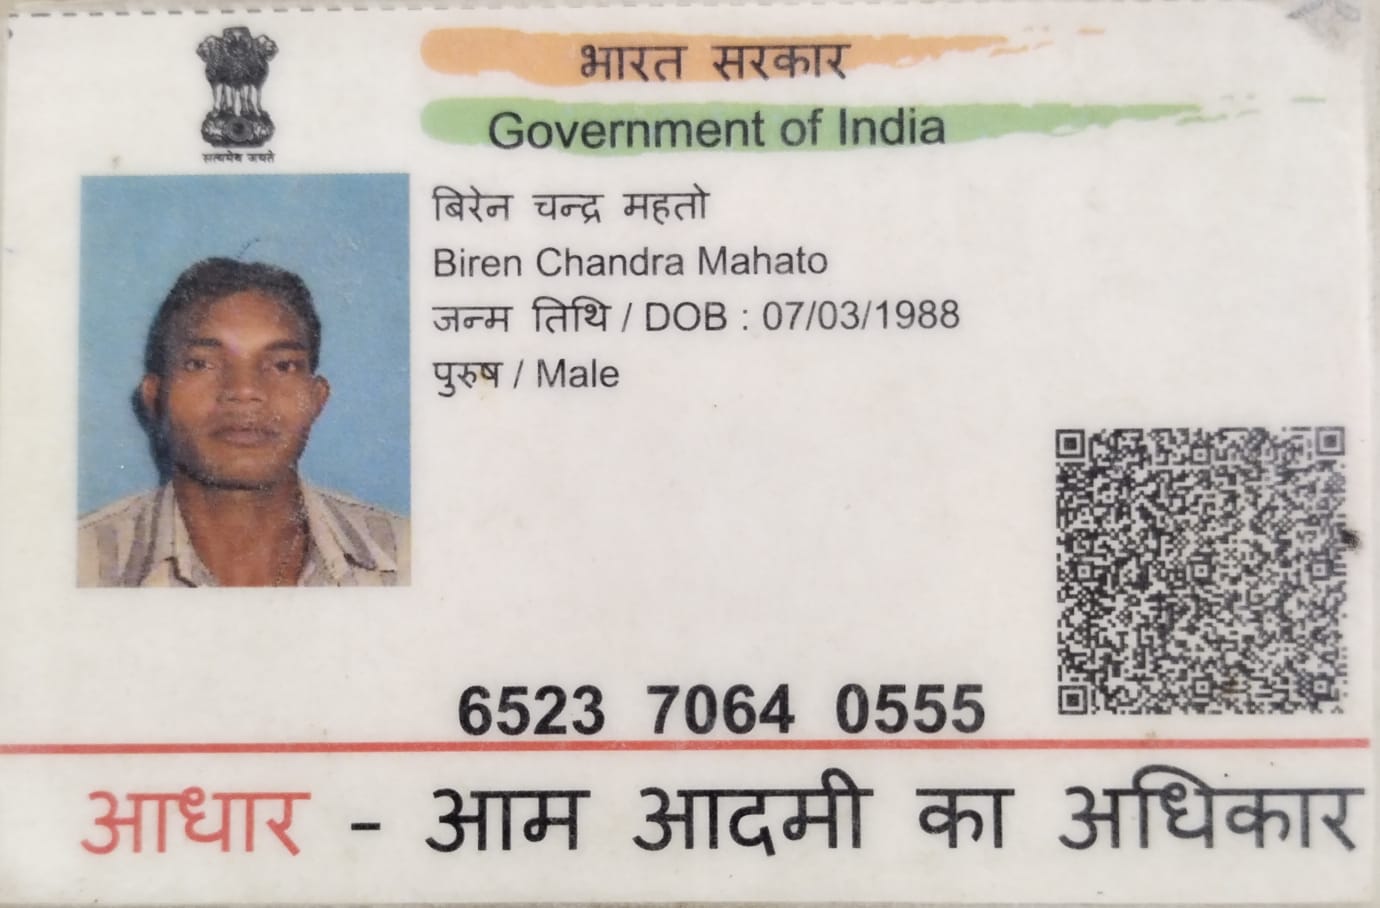 भारत सरकार
Government of India
सत्यमेव जयते
बिरेन चन्द्र महतो
Biren Chandra Mahato
जन्म तिथि / DOB : 07/03/1988
पुरुष / Male
6523 7064 0555
आधार - आम आदमी का अधिकार